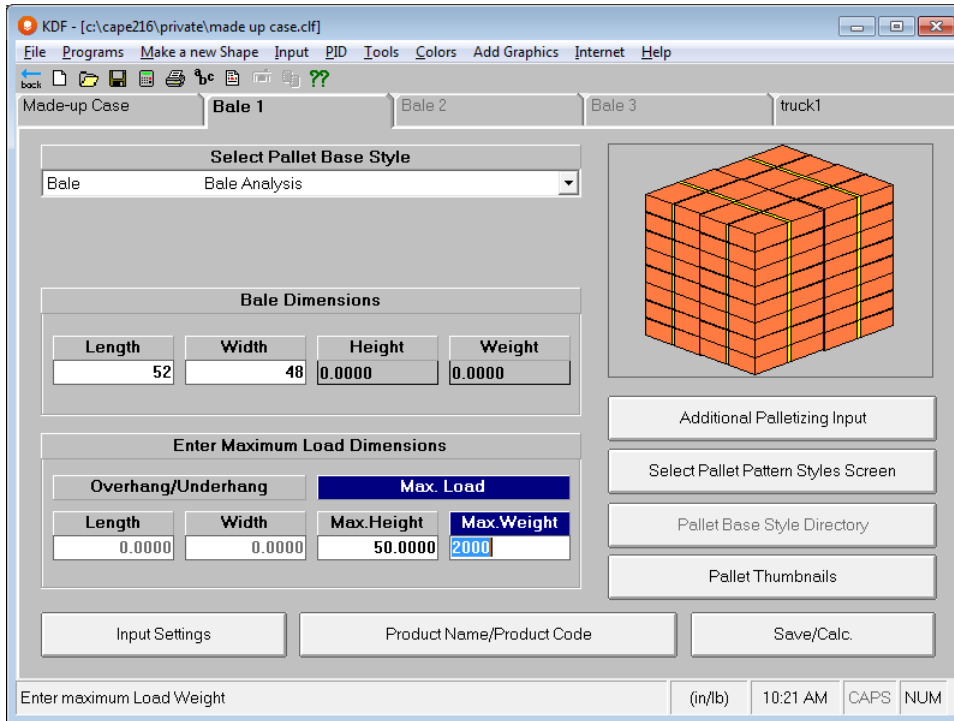 KDF - [c:\cape216\private\made up case.clf]
File Programs Make a new Shape Input PID Tools Colors Add Graphics Internet Help
back abc ??
Made-up Case Bale 1 Bale 2 Bale 3 truck1
Select Pallet Base Style
Bale Bale Analysis
Bale Dimensions
Length Width Height Weight
52 48 0.0000 0.0000
Additional Palletizing Input
Enter Maximum Load Dimensions
Select Pallet Pattern Styles Screen
Overhang/Underhang Max. Load
Length Width Max.Height Max.Weight
Pallet Base Style Directory
0.0000 0.0000 50.0000 2000
Pallet Thumbnails
Input Settings Product Name/Product Code Save/Calc.
Enter maximum Load Weight (in/lb) 10:21 AM CAPS NUM